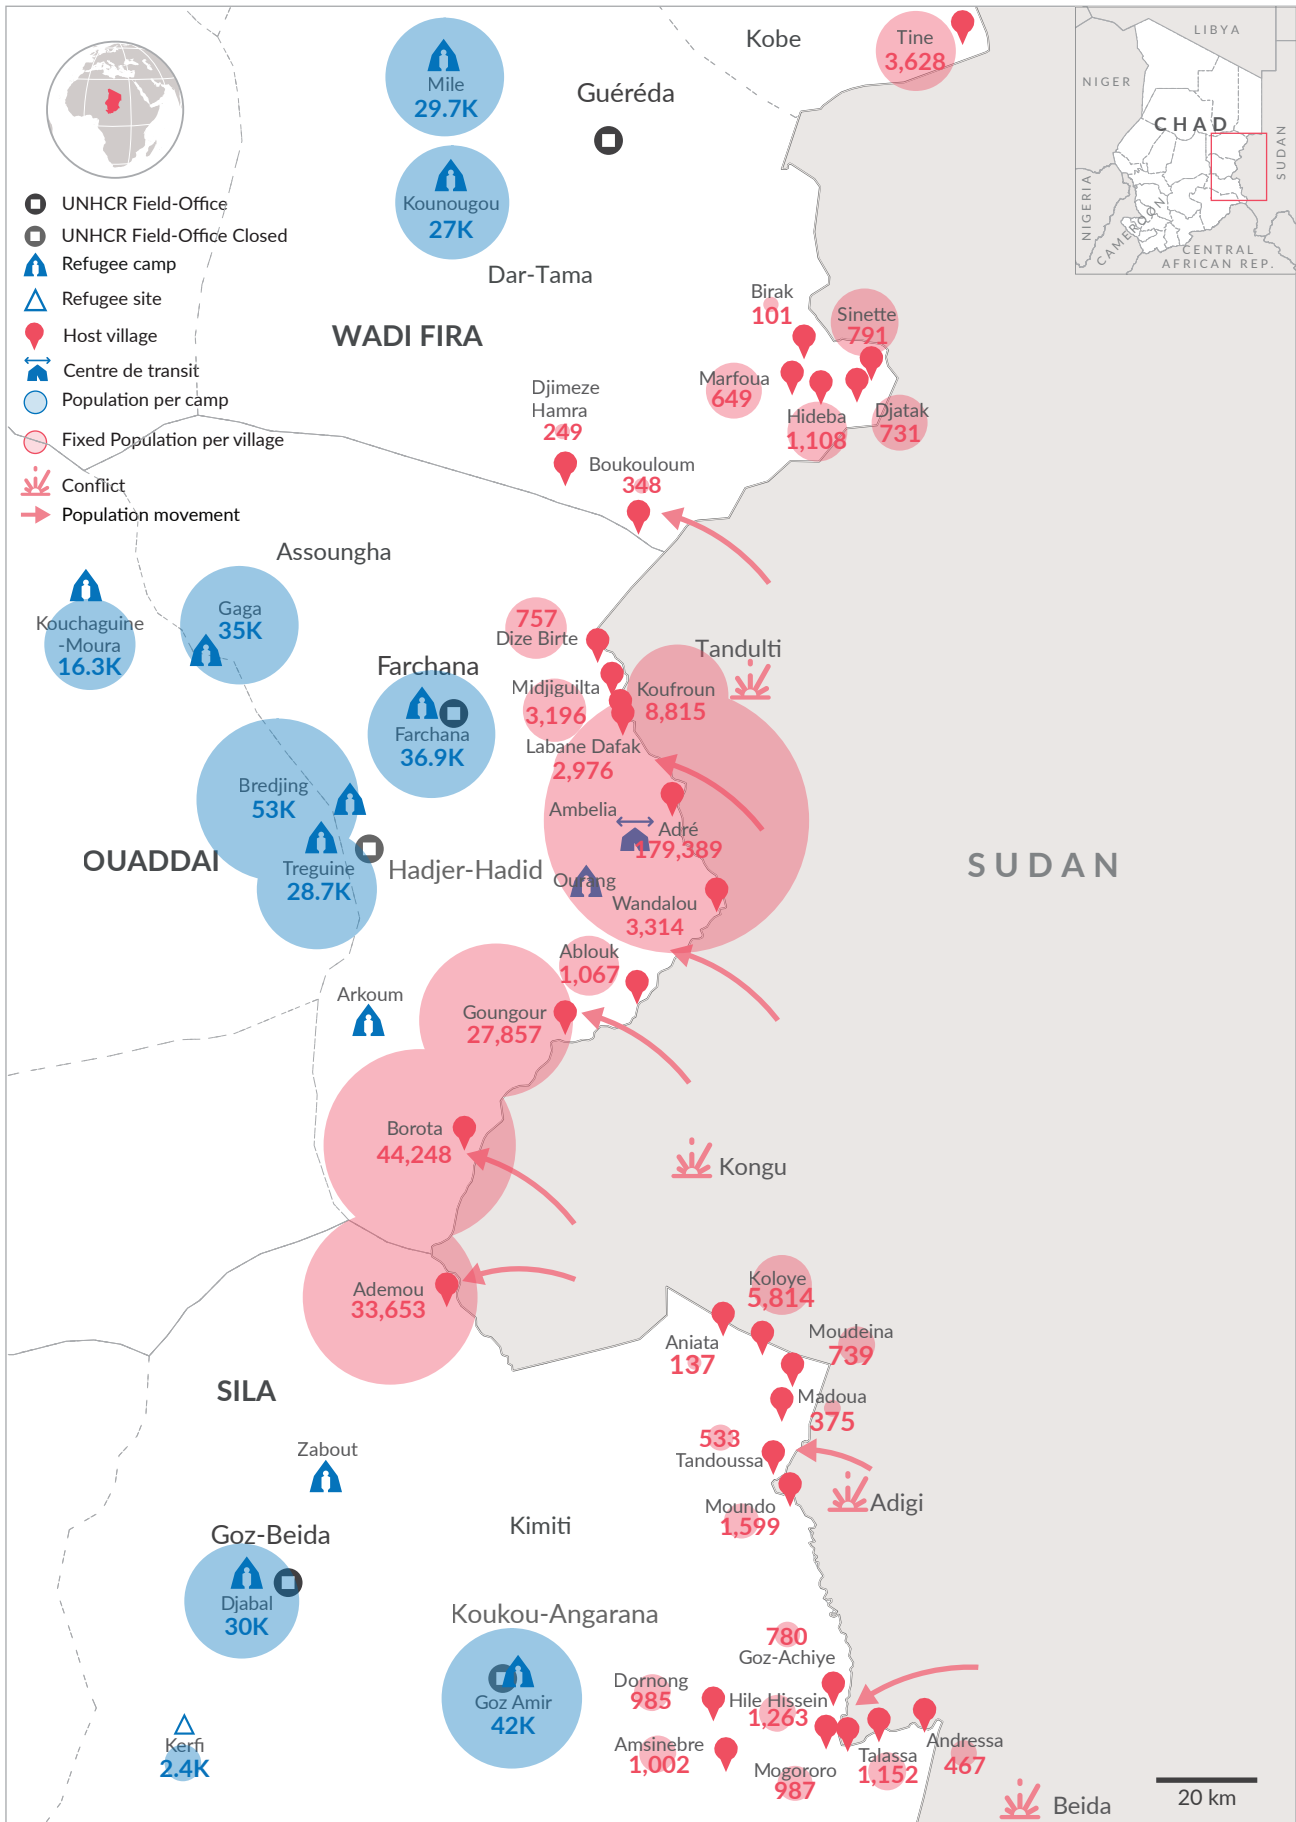 Kobe
Tine
3,628
LIBYA
NIGER
CHAD
SUDAN
NIGERIA
CAMEROON
CENTRAL
AFRICAN REP.
Mile
29.7K
Guéréda
Kounougou
27K
UNHCR Field-Office
UNHCR Field-Office Closed
Refugee camp
Refugee site
Host village
Centre de transit
Population per camp
Fixed Population per village
Conflict
Population movement
Dar-Tama
WADI FIRA
Birak
101
Sinette
791
Marfoua
649
Hideba
1,108
Djatak
731
Djimeze
Hamra
249
Boukouloum
348
Assoungha
Kouchaguine
-Moura
16.3K
Gaga
35K
757
Dize Birte
Tandulti
Farchana
Farchana
36.9K
Midjiguilta
3,196
Koufroun
8,815
Labane Dafak
2,976
Bredjing
53K
Ambelia
Adré
179,389
OUADDAI
Treguine
28.7K
Hadjer-Hadid
Ourang
Wandalou
3,314
SUDAN
Ablouk
1,067
Arkoum
Goungour
27,857
Borota
44,248
Kongu
Ademou
33,653
Koloye
5,814
Aniata
137
Moudeina
739
SILA
Madoua
375
533
Tandoussa
Zabout
Moundo
1,599
Adigi
Goz-Beida
Kimiti
Djabal
30K
Koukou-Angarana
780
Goz-Achiye
Goz Amir
42K
Dornong
985
Hile Hissein
1,263
Kerfi
2.4K
Amsinebre
1,002
Mogororo
987
Talassa
1,152
Andressa
467
Beida
20 km